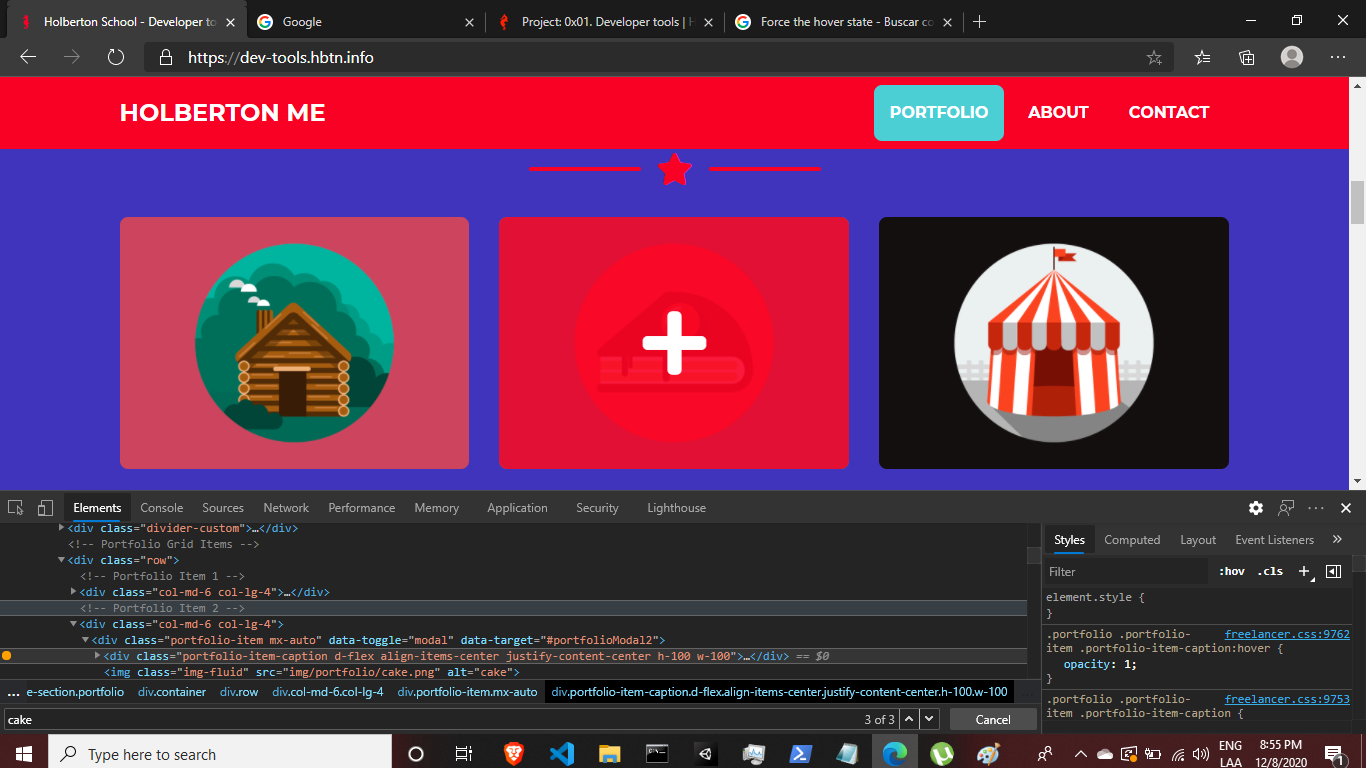 Holberton School - Developer to
Google
Project: 0x01. Developer tools | H
Force the hover state - Buscar co
https://dev-tools.hbtn.info
HOLBERTON ME
PORTFOLIO
ABOUT
CONTACT
Elements
Console
Sources
Network
Performance
Memory
Application
Security
Lighthouse
<div class="divider-custom">…</div>
<!-- Portfolio Grid Items -->
<div class="row">
<!-- Portfolio Item 1 -->
<div class="col-md-6 col-lg-4">…</div>
<!-- Portfolio Item 2 -->
<div class="col-md-6 col-lg-4">
<div class="portfolio-item mx-auto" data-toggle="modal" data-target="#portfolioModal2">
<div class="portfolio-item-caption d-flex align-items-center justify-content-center h-100 w-100">…</div> == $0
<img class="img-fluid" src="img/portfolio/cake.png" alt="cake">
... e-section.portfolio div.container div.row div.col-md-6.col-lg-4 div.portfolio-item.mx-auto div.portfolio-item-caption.d-flex.align-items-center.justify-content-center.h-100.w-100
cake
3 of 3
Cancel
Styles
Computed
Layout
Event Listeners
Filter
:hov
.cls
element.style {
}
.portfolio .portfolio- freelancer.css:9762
item .portfolio-item-caption:hover {
opacity: 1;
}
.portfolio .portfolio- freelancer.css:9753
item .portfolio-item-caption {
Type here to search
ENG
LAA
8:55 PM
12/8/2020
1